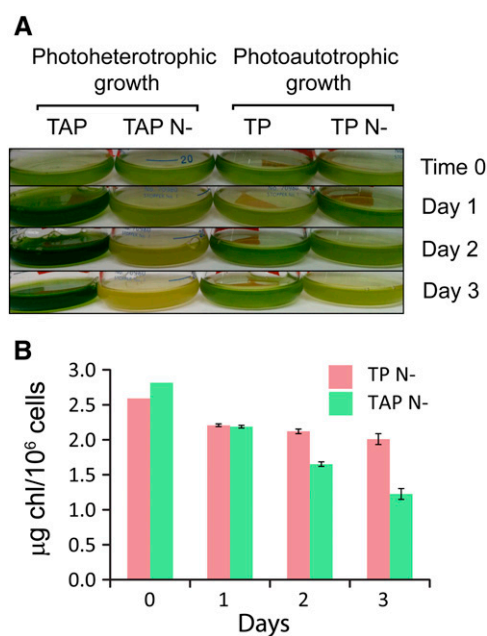 A
Photoheterotrophic growth
Photoautotrophic growth
TAP TAP N- TP TP N-
20
Time 0
Day 1
Day 2
Day 3
B
µg chl/10⁶ cells
3.0
2.5
2.0
1.5
1.0
0.5
0.0
TP N-
TAP N-
0 1 2 3
Days